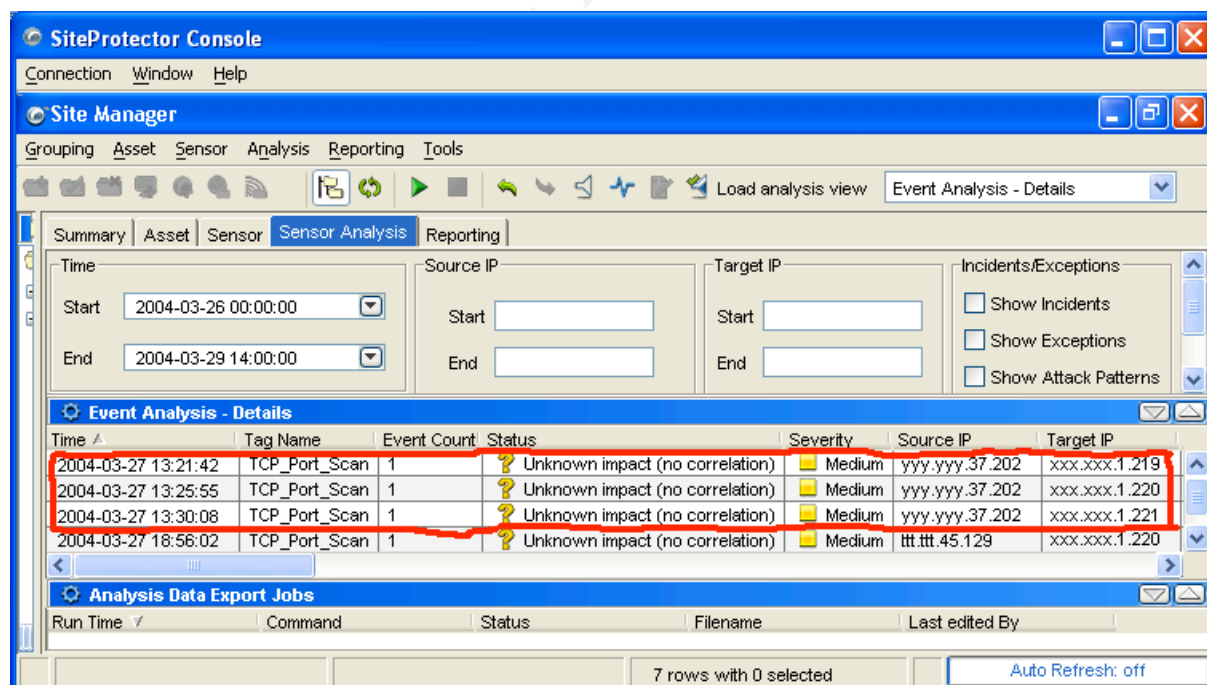 SiteProtector Console
Connection Window Help
Site Manager
Grouping Asset Sensor Analysis Reporting Tools
Load analysis view Event Analysis - Details
Summary Asset Sensor Sensor Analysis Reporting
Time Source IP Target IP Incidents/Exceptions
Start 2004-03-26 00:00:00 Start Start Show Incidents
Show Exceptions
End 2004-03-29 14:00:00 End End Show Attack Patterns
Event Analysis - Details
Time Tag Name Event Count Status Severity Source IP Target IP
2004-03-27 13:21:42 TCP_Port_Scan 1 Unknown impact (no correlation) Medium yyy.yyy.37.202 xxx.xxx.1.219
2004-03-27 13:25:55 TCP_Port_Scan 1 Unknown impact (no correlation) Medium yyy.yyy.37.202 xxx.xxx.1.220
2004-03-27 13:30:08 TCP_Port_Scan 1 Unknown impact (no correlation) Medium yyy.yyy.37.202 xxx.xxx.1.221
2004-03-27 18:56:02 TCP_Port_Scan 1 Unknown impact (no correlation) Medium ttt.ttt.45.129 xxx.xxx.1.220
Analysis Data Export Jobs
Run Time Command Status Filename Last edited By
7 rows with 0 selected Auto Refresh: off